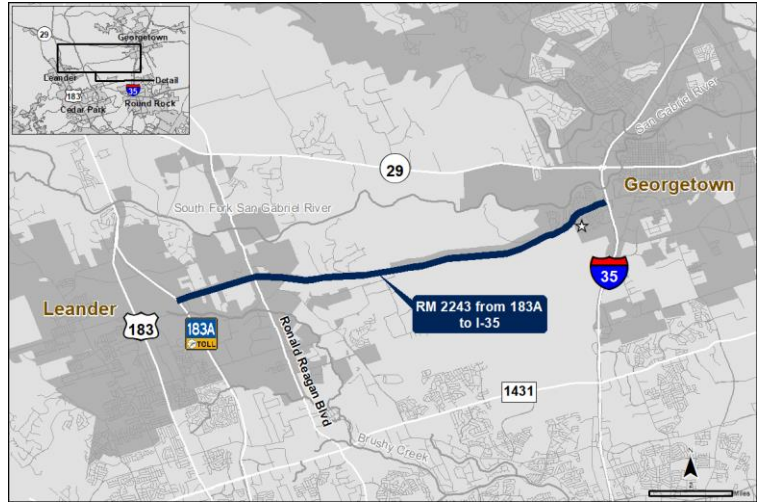 29
Georgetown
Leander
Detail
183
35
Round Rock
Cedar Park
San Gabriel River
29
Georgetown
South Fork San Gabriel River
35
Leander
RM 2243 from 183A
to I-35
183
183A
TOLL
Ronald Reagan Blvd
1431
Brushy Creek
Miles